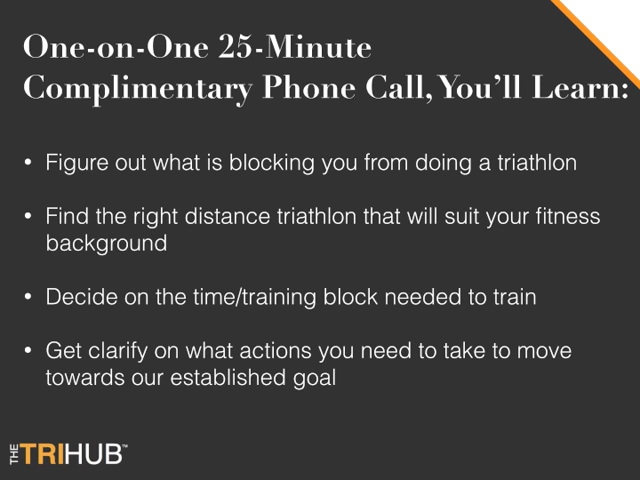 One-on-One 25-Minute
Complimentary Phone Call, You’ll Learn:
• Figure out what is blocking you from doing a triathlon
• Find the right distance triathlon that will suit your fitness
background
• Decide on the time/training block needed to train
• Get clarify on what actions you need to take to move
towards our established goal
THE TRIHUB™